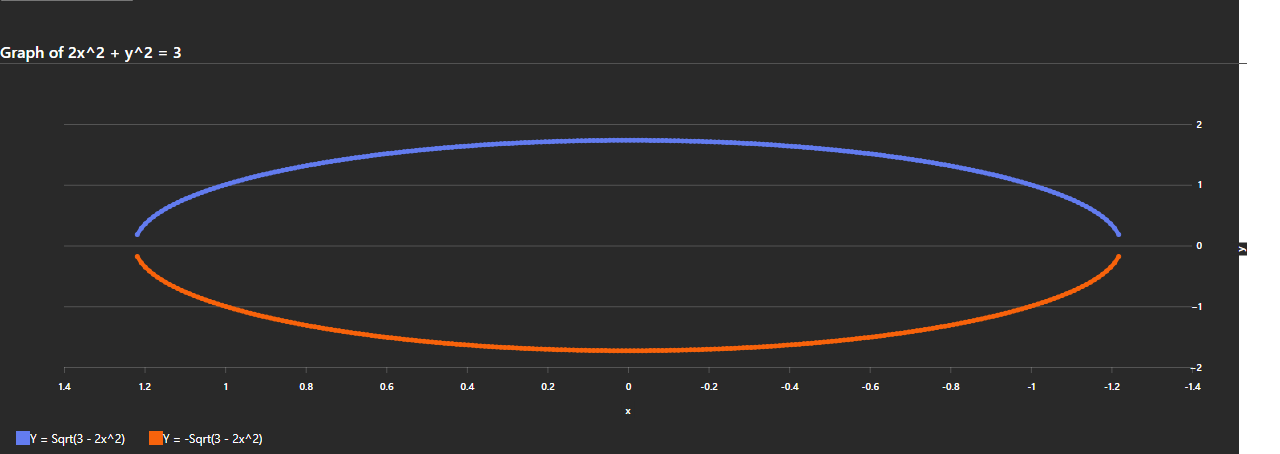 Graph of 2x^2 + y^2 = 3
2
1
0
y
-1
-2
1.4 1.2 1 0.8 0.6 0.4 0.2 0 -0.2 -0.4 -0.6 -0.8 -1 -1.2 -1.4
x
Y = Sqrt(3 - 2x^2) Y = -Sqrt(3 - 2x^2)